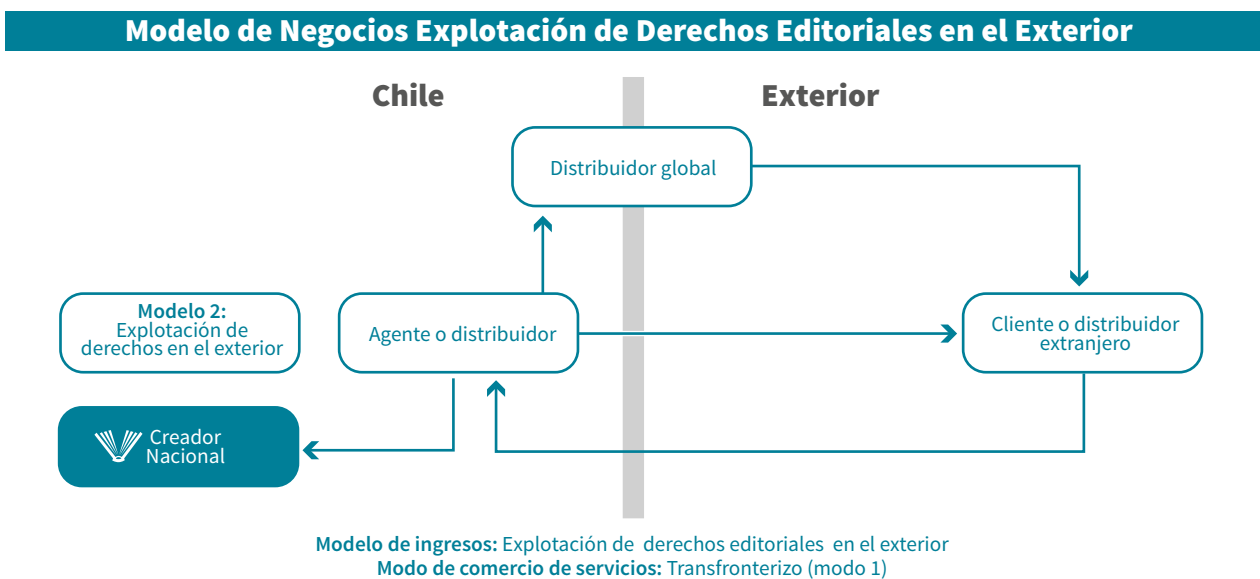 Modelo de Negocios Explotación de Derechos Editoriales en el Exterior
Chile
Exterior
Distribuidor global
Modelo 2:
Explotación de
derechos en el exterior
Agente o distribuidor
Cliente o distribuidor
extranjero
Creador
Nacional
Modelo de ingresos: Explotación de derechos editoriales en el exterior
Modo de comercio de servicios: Transfronterizo (modo 1)